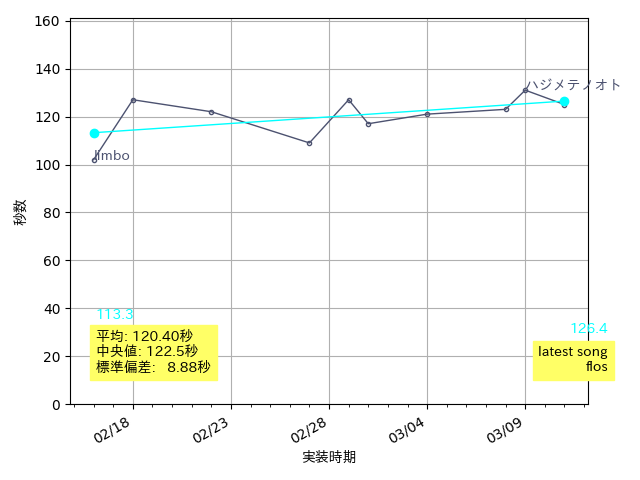 160
140
120
100
80
60
40
20
0
秒数
ハジメテノオト
limbo
113.3
126.4
平均: 120.40秒
中央値: 122.5秒
標準偏差: 8.88秒
latest song
flos
02/18
02/23
02/28
03/04
03/09
実装時期